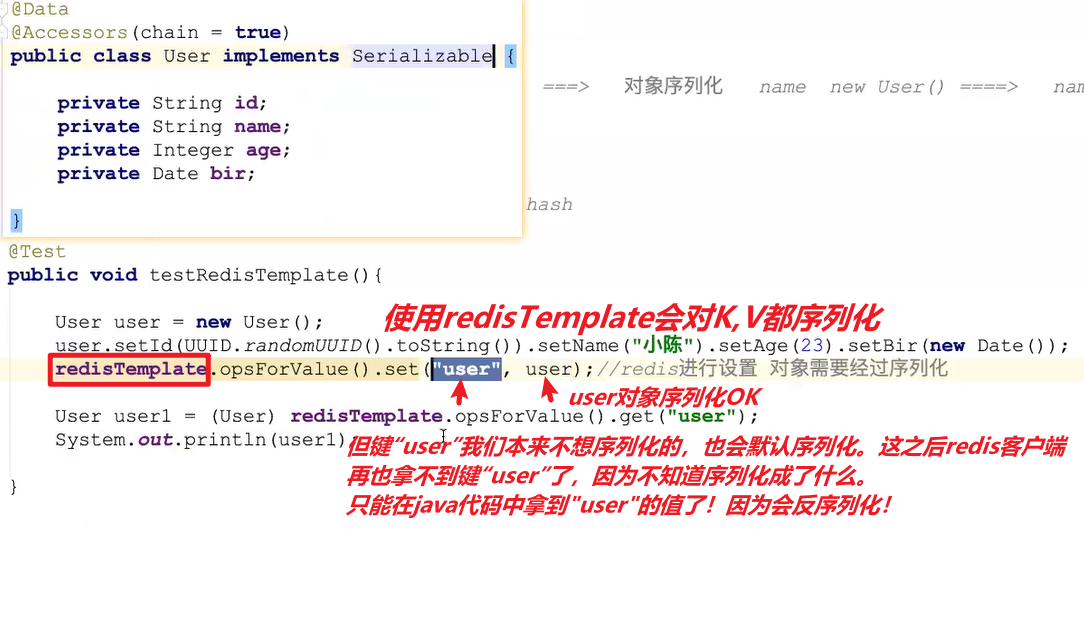 @Data
@Accessors(chain = true)
public class User implements Serializable {
===> 对象序列化 name new User() ====> nam
private String id;
private String name;
private Integer age;
private Date bir;
hash
}
@Test
public void testRedisTemplate(){
使用redisTemplate会对K,V都序列化
User user = new User();
user.setId(UUID.randomUUID().toString()).setName("小陈").setAge(23).setBir(new Date());
redisTemplate.opsForValue().set("user", user);//redis进行设置 对象需要经过序列化
user对象序列化OK
User user1 = (User) redisTemplate.opsForValue().get("user");
System.out.println(user1);
但键“user”我们本来不想序列化的，也会默认序列化。这之后redis客户端
再也拿不到键“user”了，因为不知道序列化成了什么。
}
只能在java代码中拿到"user"的值了！因为会反序列化！